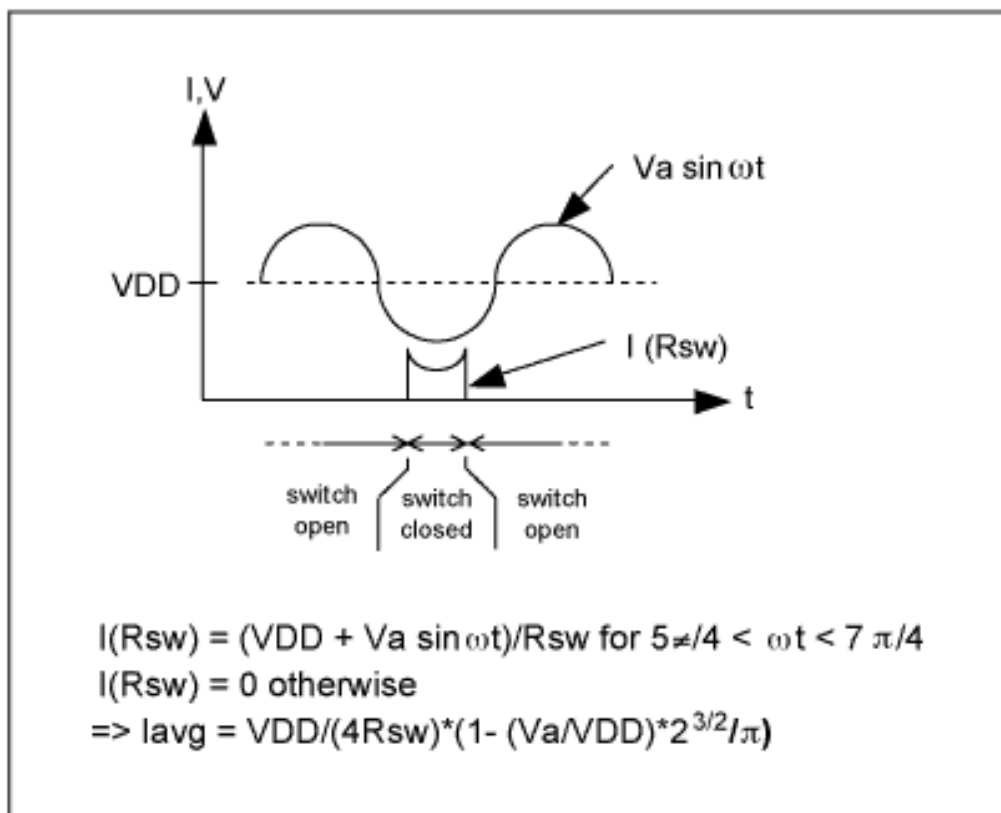 I,V
Va sin ωt
VDD
I (Rsw)
t
switch open
switch closed
switch open
I(Rsw) = (VDD + Va sin ωt)/Rsw for 5≠/4 < ωt < 7 π/4
I(Rsw) = 0 otherwise
=> Iavg = VDD/(4Rsw)*(1- (Va/VDD)*2^3/2/π)